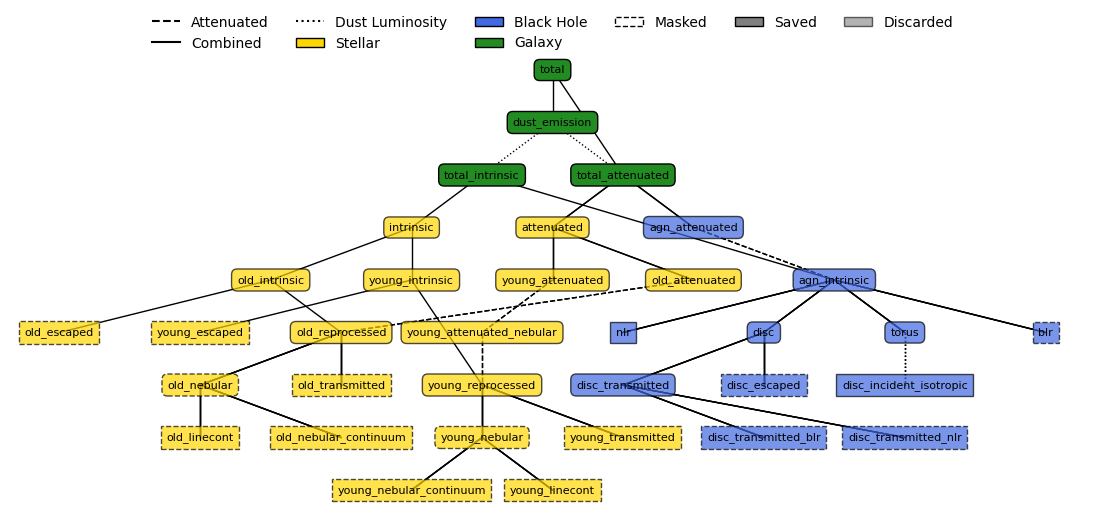 Attenuated
Dust Luminosity
Black Hole
Masked
Saved
Discarded
Combined
Stellar
Galaxy
total
dust_emission
total_intrinsic
total_attenuated
intrinsic
attenuated
agn_attenuated
old_intrinsic
young_intrinsic
young_attenuated
old_attenuated
agn_intrinsic
old_escaped
young_escaped
old_reprocessed
young_attenuated_nebular
nlr
disc
torus
blr
old_nebular
old_transmitted
young_reprocessed
disc_transmitted
disc_escaped
disc_incident_isotropic
old_linecont
old_nebular_continuum
young_nebular
young_transmitted
disc_transmitted_blr
disc_transmitted_nlr
young_nebular_continuum
young_linecont